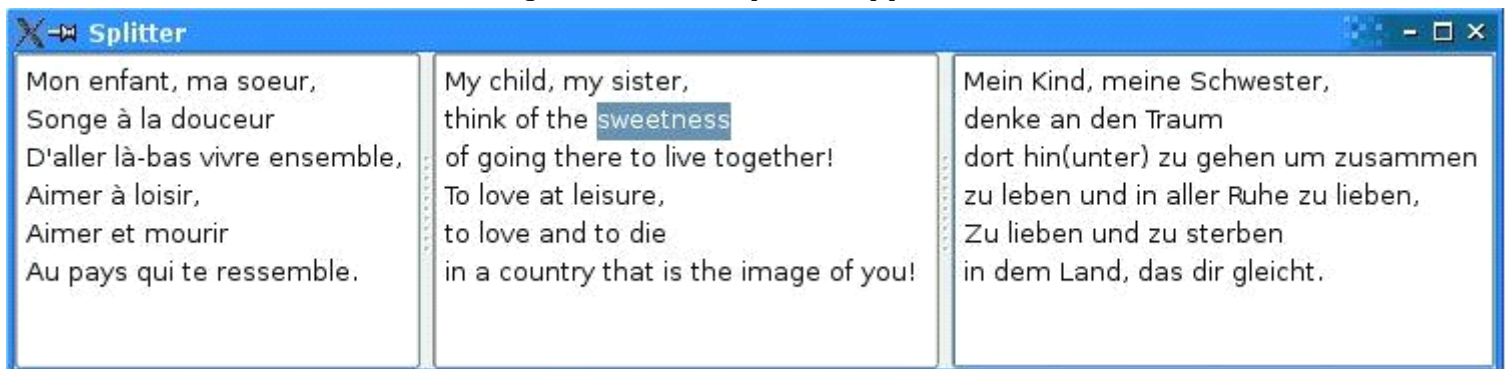 Splitter
Mon enfant, ma soeur,
Songe à la douceur
D'aller là-bas vivre ensemble,
Aimer à loisir,
Aimer et mourir
Au pays qui te ressemble.
My child, my sister,
think of the sweetness
of going there to live together!
To love at leisure,
to love and to die
in a country that is the image of you!
Mein Kind, meine Schwester,
denke an den Traum
dort hin(unter) zu gehen um zusammen
zu leben und in aller Ruhe zu lieben,
Zu lieben und zu sterben
in dem Land, das dir gleicht.